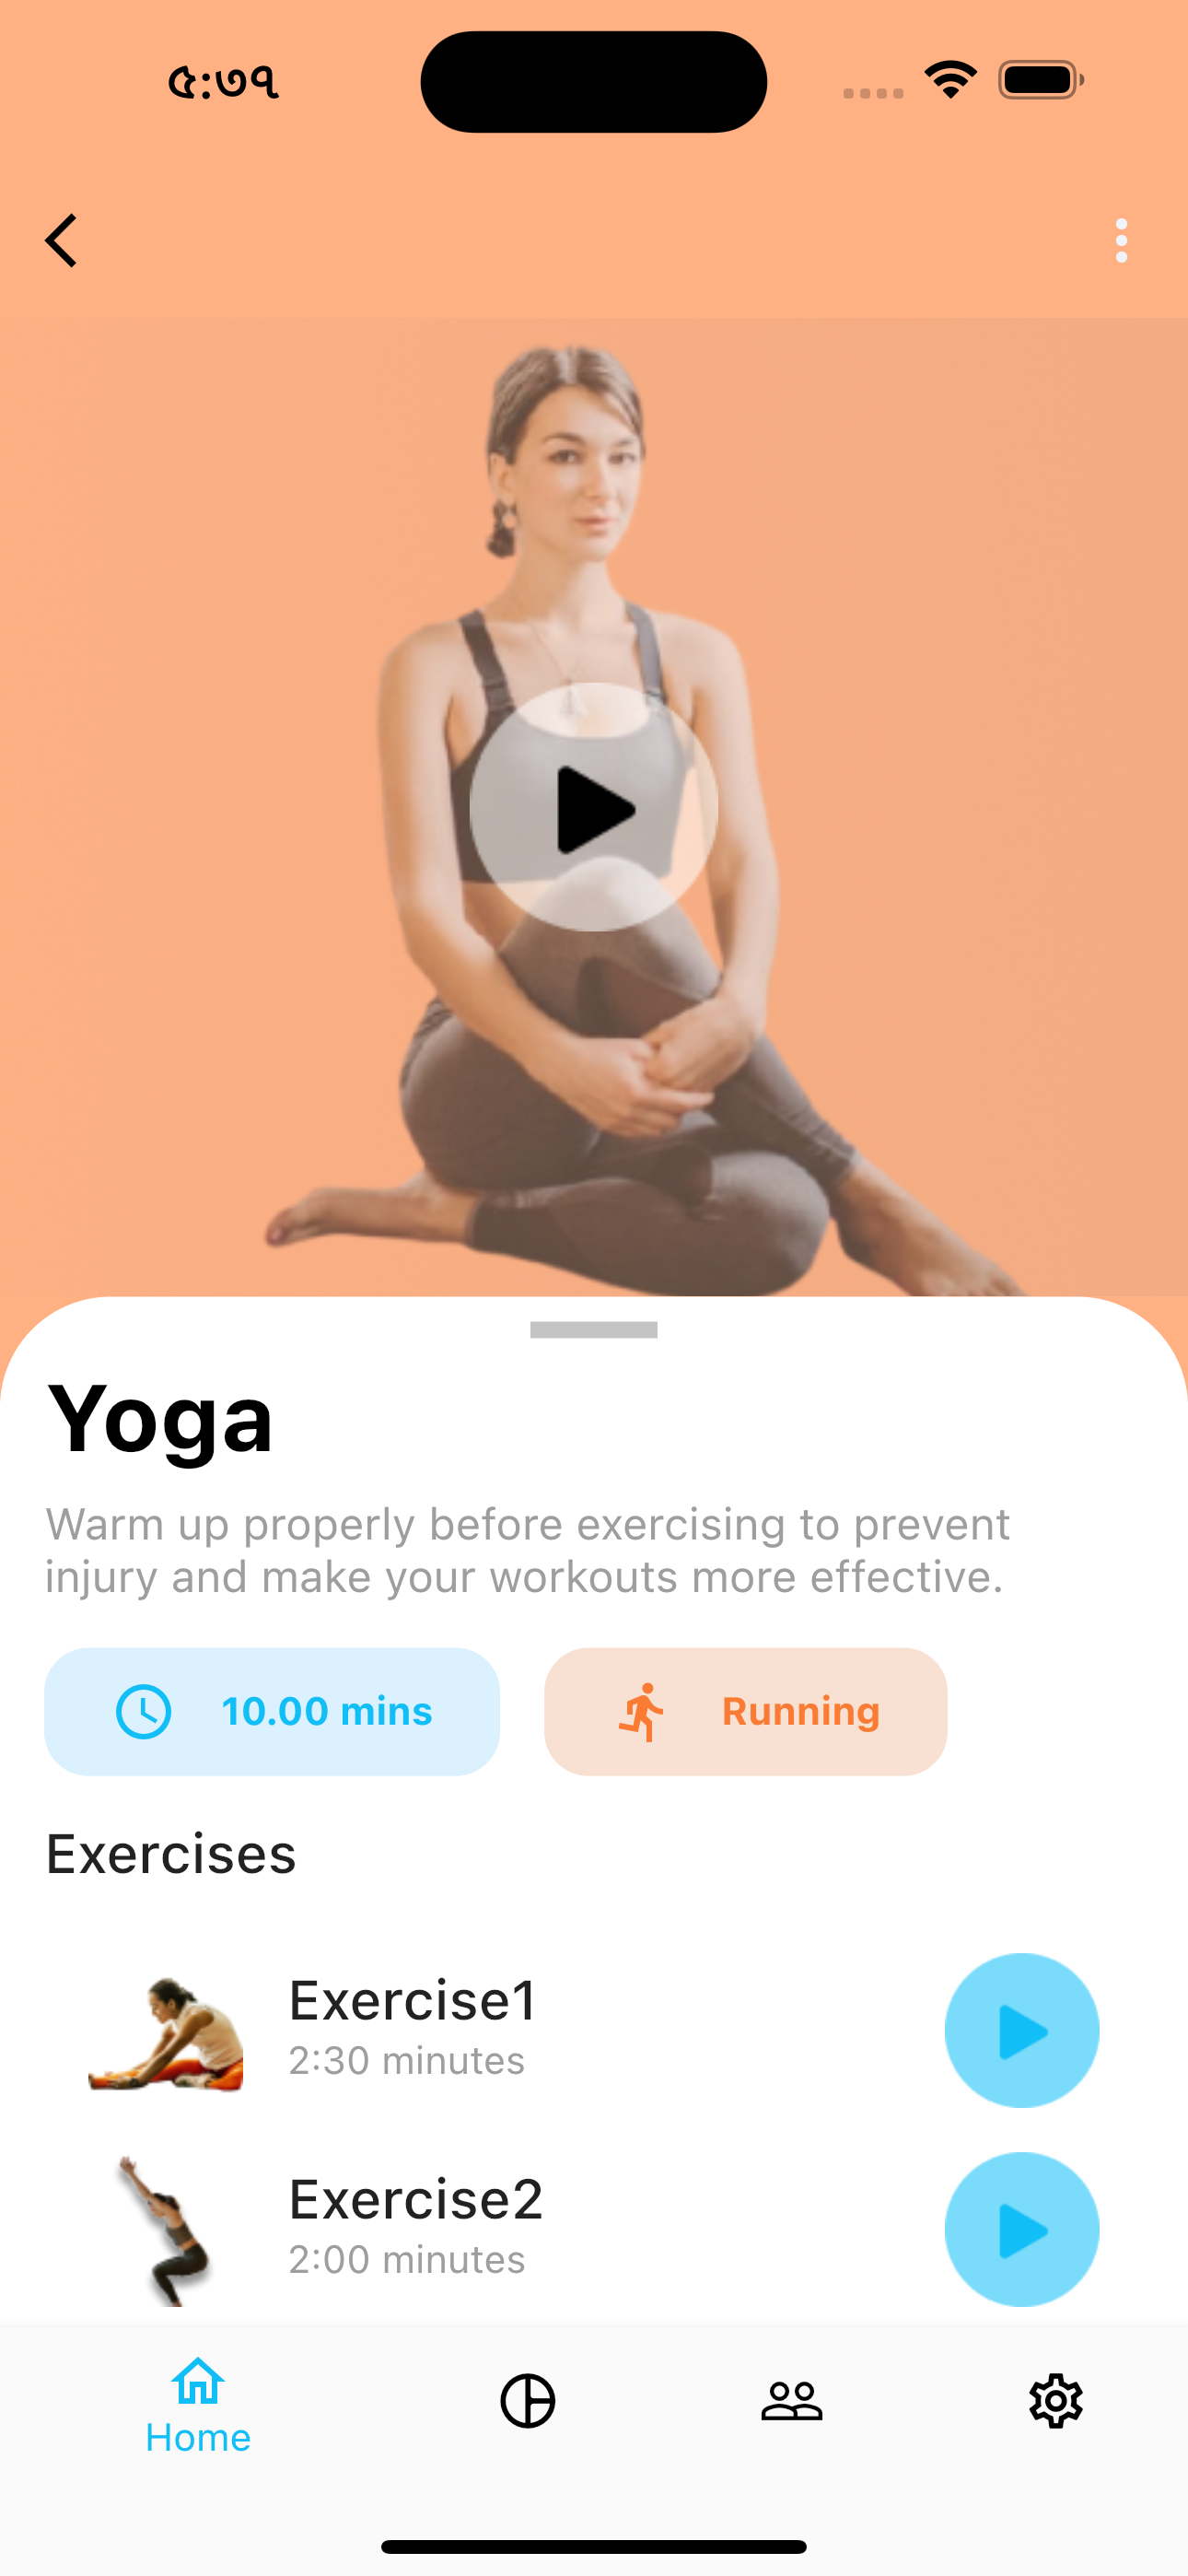 ৫:৩৭
Yoga
Warm up properly before exercising to prevent
injury and make your workouts more effective.
10.00 mins
Running
Exercises
Exercise1
2:30 minutes
Exercise2
2:00 minutes
Home